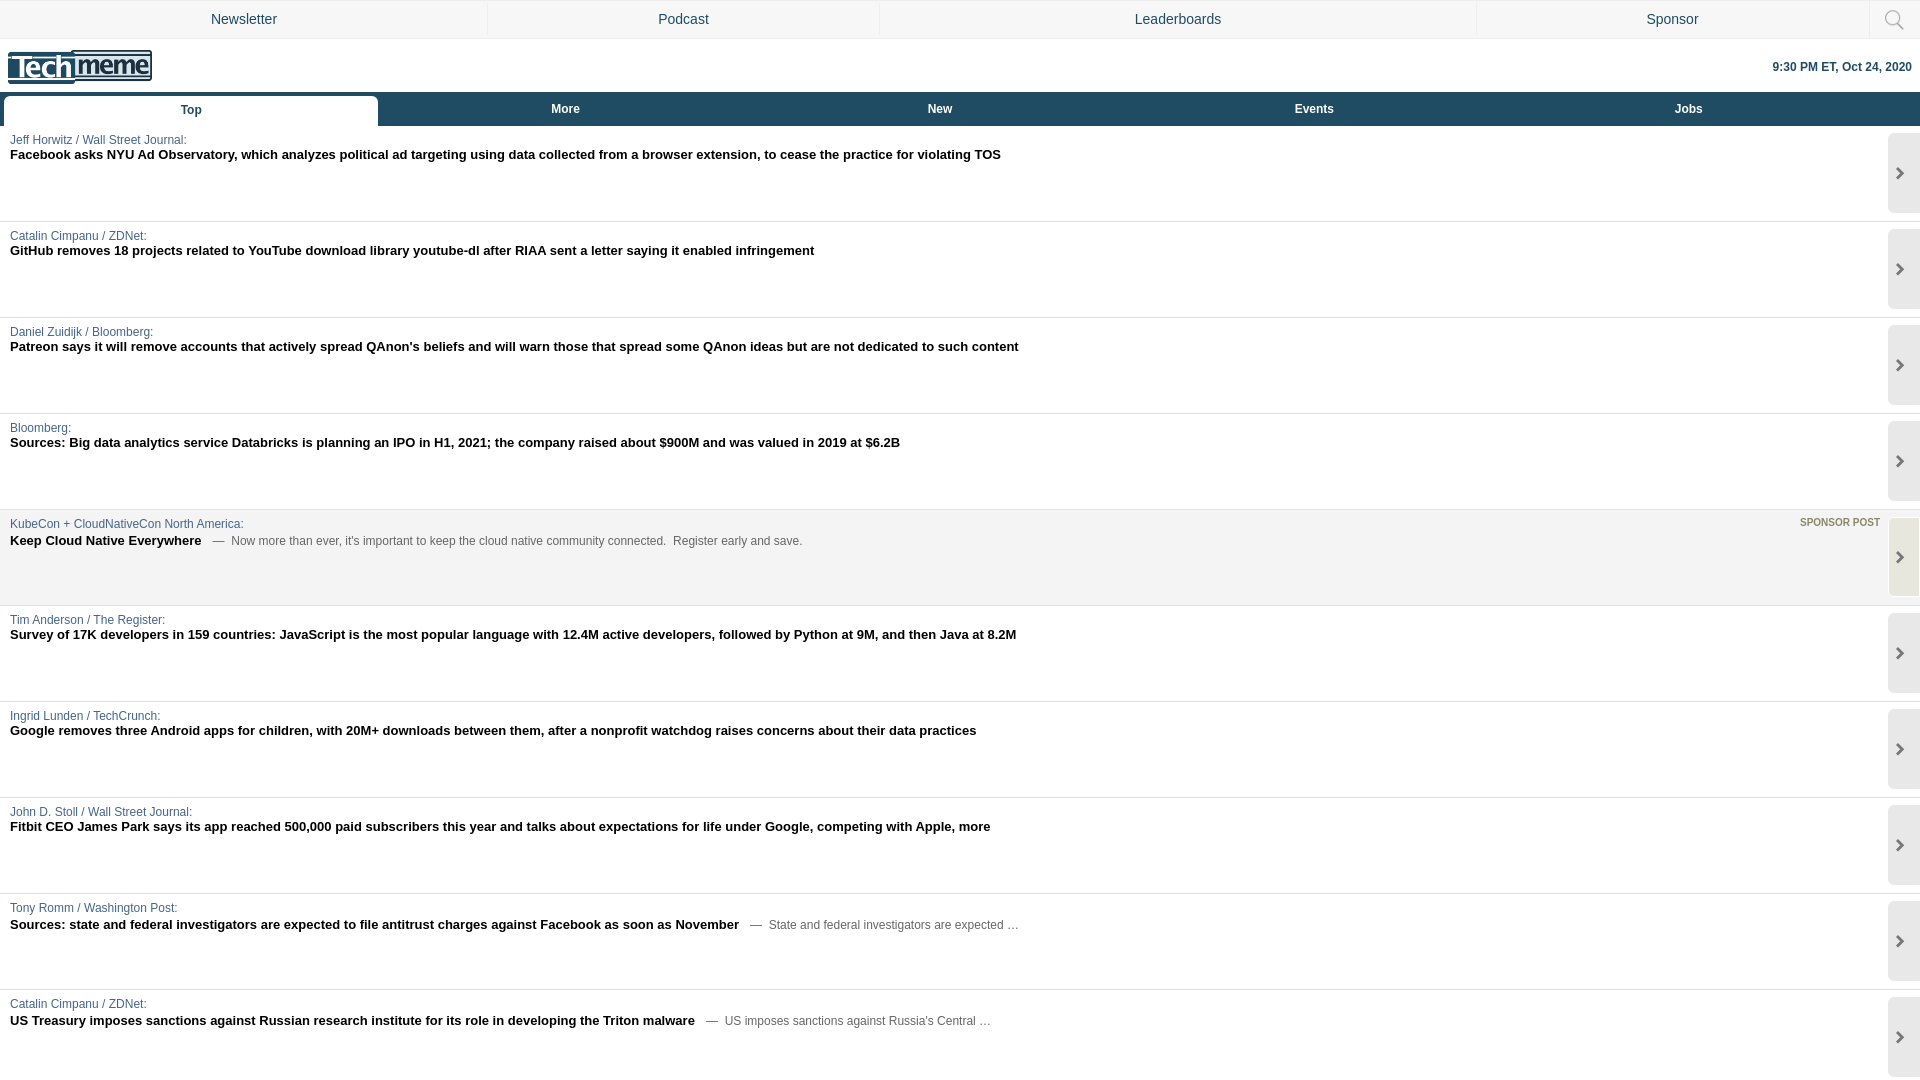 Newsletter
Podcast
Leaderboards
Sponsor
Techmeme
9:30 PM ET, Oct 24, 2020
Top
More
New
Events
Jobs
Jeff Horwitz / Wall Street Journal:
Facebook asks NYU Ad Observatory, which analyzes political ad targeting using data collected from a browser extension, to cease the practice for violating TOS
Catalin Cimpanu / ZDNet:
GitHub removes 18 projects related to YouTube download library youtube-dl after RIAA sent a letter saying it enabled infringement
Daniel Zuidijk / Bloomberg:
Patreon says it will remove accounts that actively spread QAnon's beliefs and will warn those that spread some QAnon ideas but are not dedicated to such content
Bloomberg:
Sources: Big data analytics service Databricks is planning an IPO in H1, 2021; the company raised about $900M and was valued in 2019 at $6.2B
KubeCon + CloudNativeCon North America:
SPONSOR POST
Keep Cloud Native Everywhere — Now more than ever, it's important to keep the cloud native community connected. Register early and save.
Tim Anderson / The Register:
Survey of 17K developers in 159 countries: JavaScript is the most popular language with 12.4M active developers, followed by Python at 9M, and then Java at 8.2M
Ingrid Lunden / TechCrunch:
Google removes three Android apps for children, with 20M+ downloads between them, after a nonprofit watchdog raises concerns about their data practices
John D. Stoll / Wall Street Journal:
Fitbit CEO James Park says its app reached 500,000 paid subscribers this year and talks about expectations for life under Google, competing with Apple, more
Tony Romm / Washington Post:
Sources: state and federal investigators are expected to file antitrust charges against Facebook as soon as November — State and federal investigators are expected …
Catalin Cimpanu / ZDNet:
US Treasury imposes sanctions against Russian research institute for its role in developing the Triton malware — US imposes sanctions against Russia's Central …